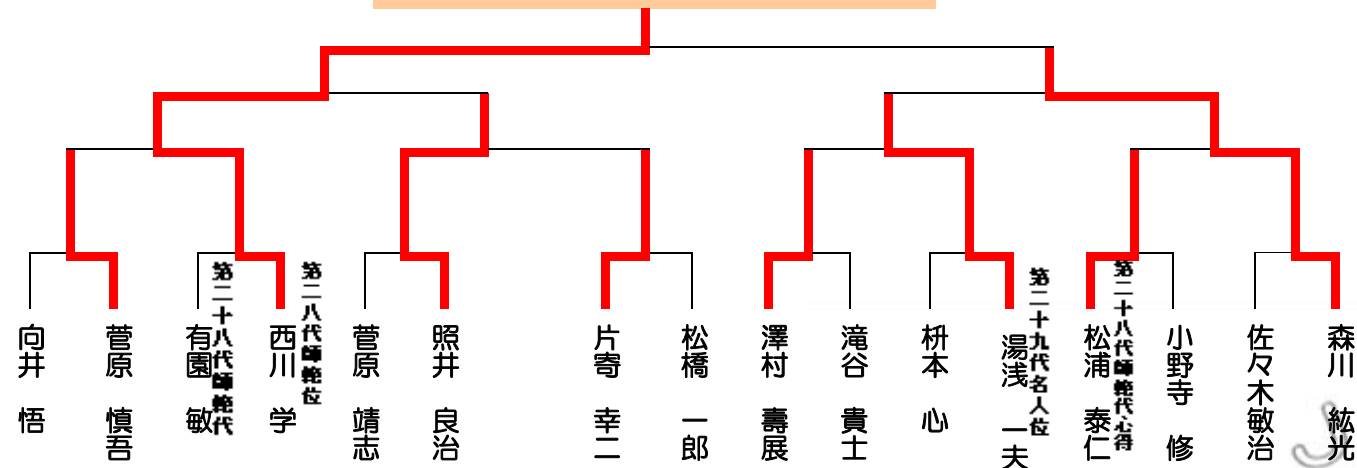 向井 悟
菅原 慎吾
有園 敏
第二十八代師範代
西川 学
第二八代師範位
菅原 靖志
照井 良治
片寄 幸二
松橋 一郎
澤村 壽展
滝谷 貴士
枡本 心
湯浅 一夫
第二十九代名人位
松浦 泰仁
第二十八代師範代心得
小野寺 修
佐々木敏治
森川 紘光